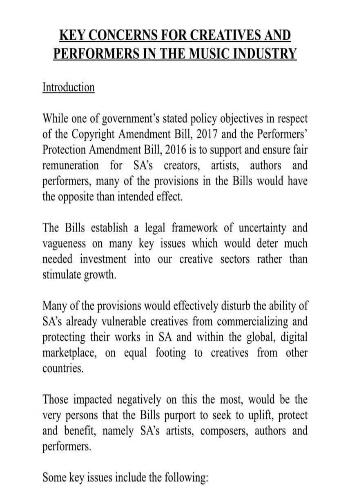 KEY CONCERNS FOR CREATIVES AND
PERFORMERS IN THE MUSIC INDUSTRY
Introduction
While one of government's stated policy objectives in respect
of the Copyright Amendment Bill, 2017 and the Performers'
Protection Amendment Bill, 2016 is to support and ensure fair
remuneration for SA's creators, artists, authors and
performers, many of the provisions in the Bills would have
the opposite than intended effect.
The Bills establish a legal framework of uncertainty and
vagueness on many key issues which would deter much
needed investment into our creative sectors rather than
stimulate growth.
Many of the provisions would effectively disturb the ability of
SA's already vulnerable creatives from commercializing and
protecting their works in SA and within the global, digital
marketplace, on equal footing to creatives from other
countries.
Those impacted negatively on this the most, would be the
very persons that the Bills purport to seek to uplift, protect
and benefit, namely SA's artists, composers, authors and
performers.
Some key issues include the following: